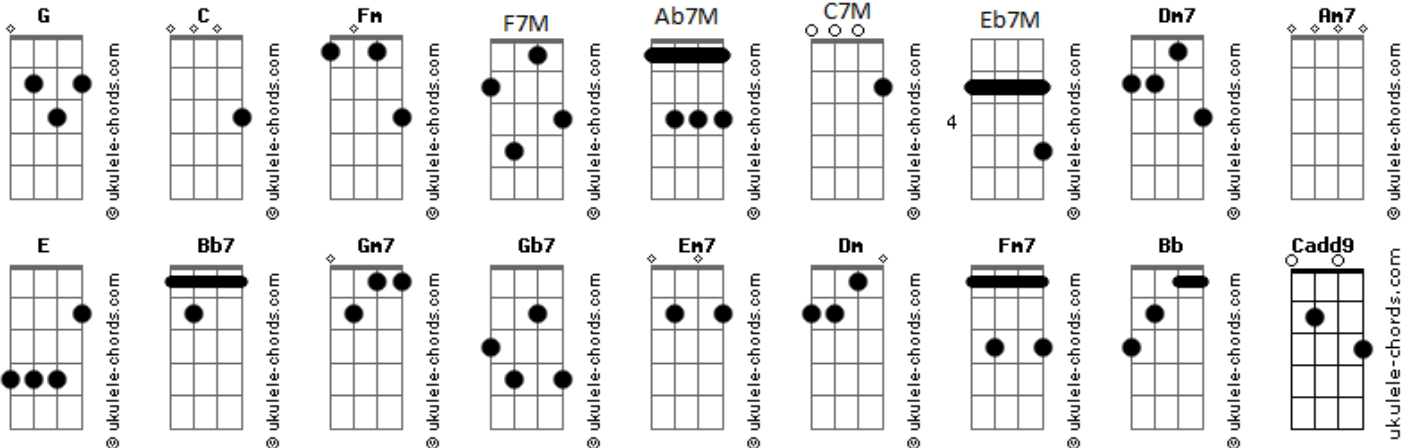 G C Fm F7M Ab7M C7M Eb7M Dm7 Am7
© ukulele-chords.com © ukulele-chords.com © ukulele-chords.com © ukulele-chords.com © ukulele-chords.com © ukulele-chords.com © ukulele-chords.com © ukulele-chords.com © ukulele-chords.com
4
E Bb7 Gm7 Gb7 Em7 Dm Fm7 Bb Cadd9
© ukulele-chords.com © ukulele-chords.com © ukulele-chords.com © ukulele-chords.com © ukulele-chords.com © ukulele-chords.com © ukulele-chords.com © ukulele-chords.com ukulele-chords.com